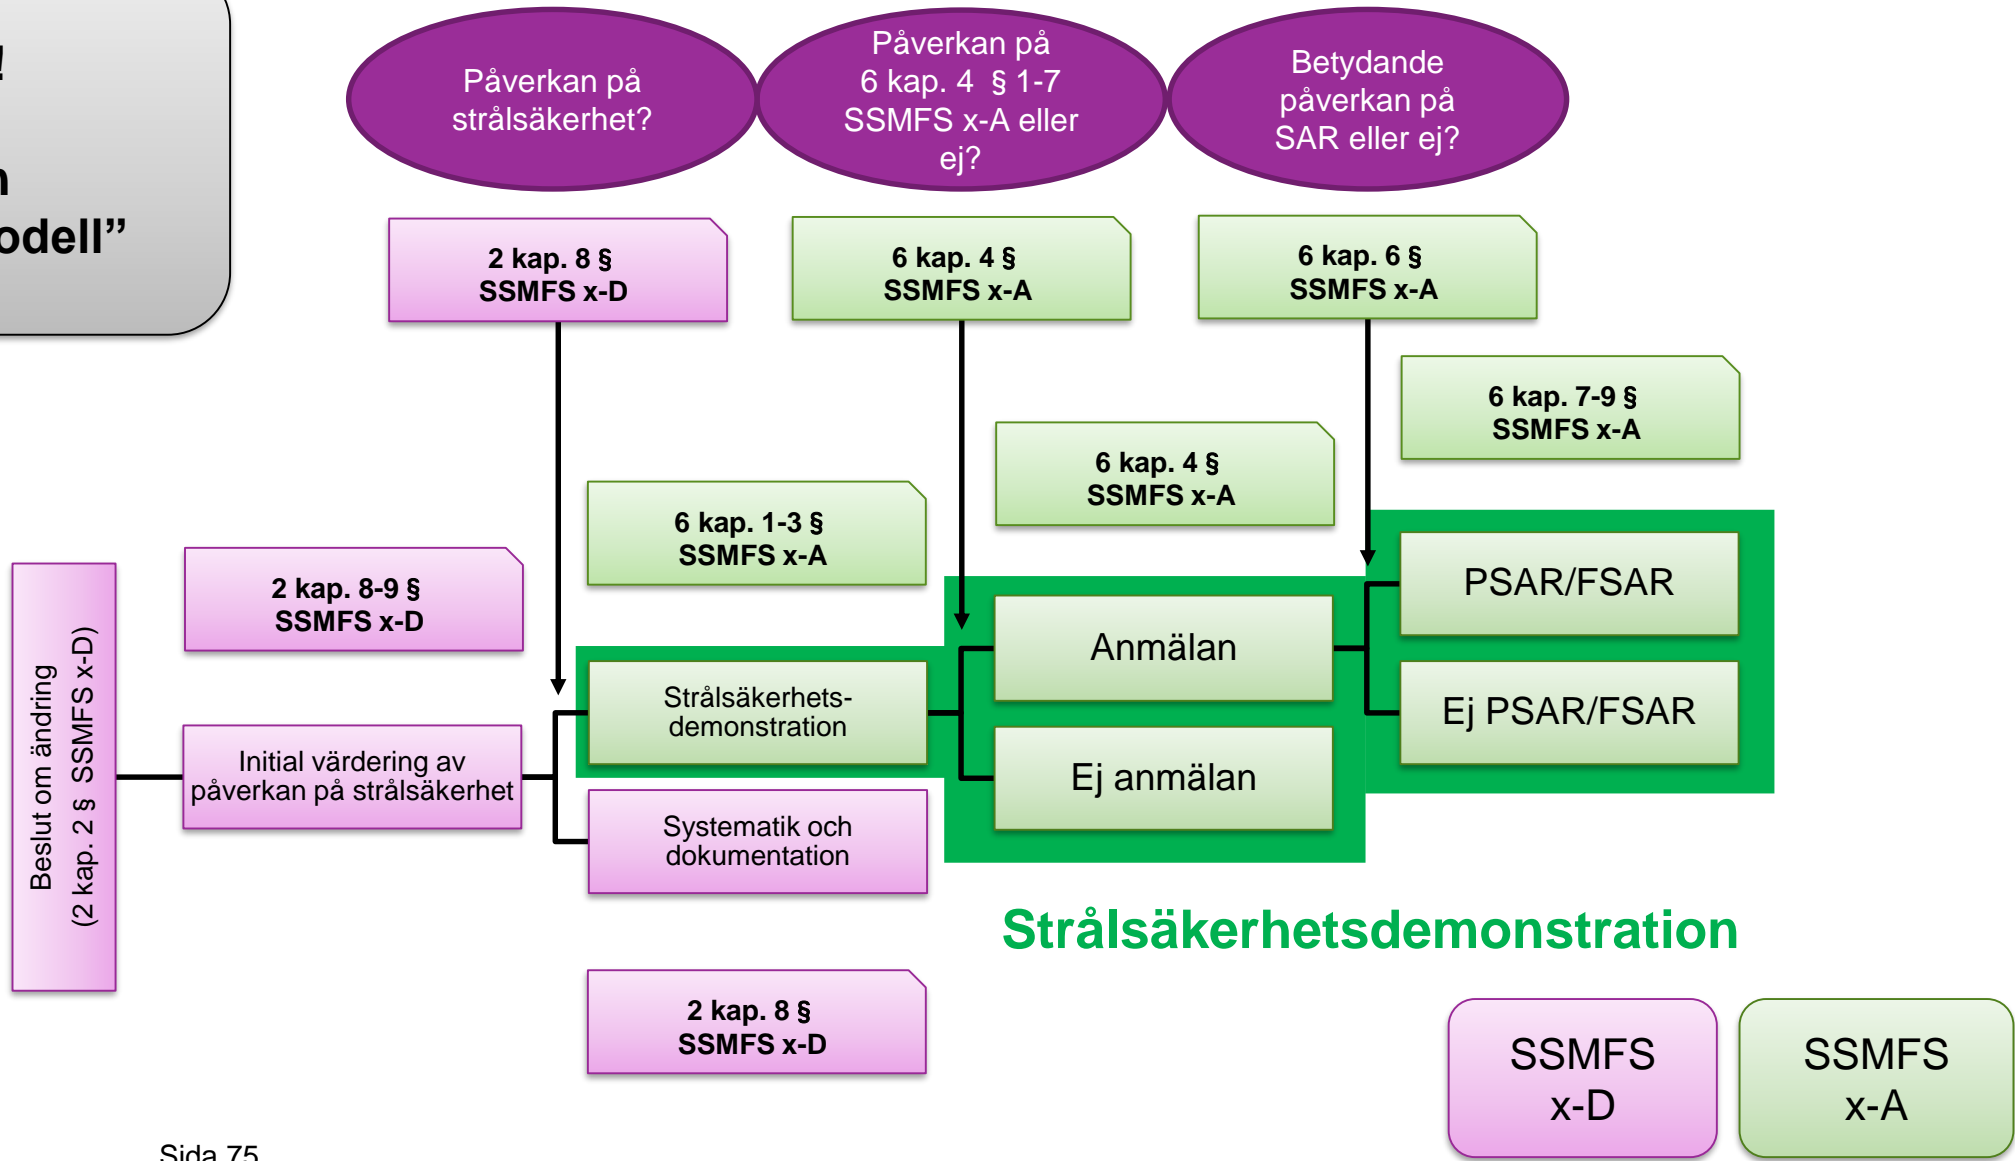 !
n
odell”
Påverkan på
strålsäkerhet?
Påverkan på
6 kap. 4 § 1-7
SSMFS x-A eller
ej?
Betydande
påverkan på
SAR eller ej?
2 kap. 8 §
SSMFS x-D
6 kap. 4 §
SSMFS x-A
6 kap. 6 §
SSMFS x-A
6 kap. 7-9 §
SSMFS x-A
6 kap. 4 §
SSMFS x-A
6 kap. 1-3 §
SSMFS x-A
2 kap. 8-9 §
SSMFS x-D
Beslut om ändring
(2 kap. 2 § SSMFS x-D)
Initial värdering av
påverkan på strålsäkerhet
Strålsäkerhets-
demonstration
Systematik och
dokumentation
Anmälan
Ej anmälan
PSAR/FSAR
Ej PSAR/FSAR
Strålsäkerhetsdemonstration
2 kap. 8 §
SSMFS x-D
SSMFS
x-D
SSMFS
x-A
Sida 75